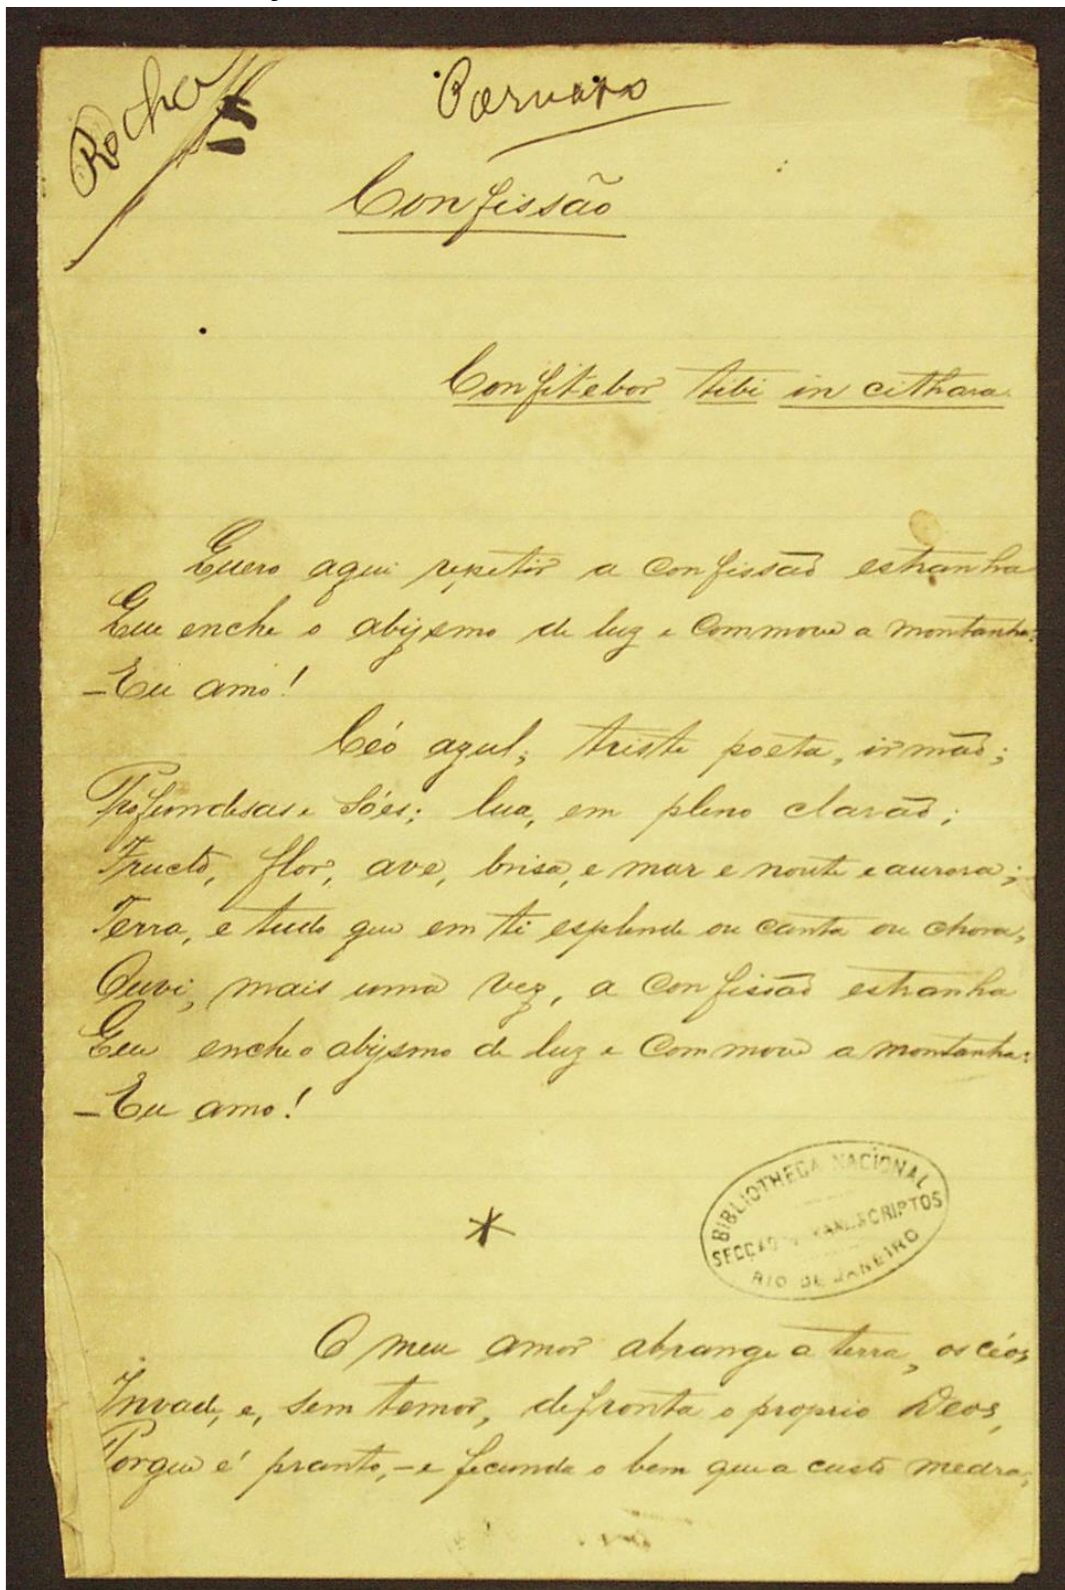 Rocha
Parnaso
Confissão
Confitebor tibi in cithara.
Quero aqui repetir a confissão estranha
Que enche o abysmo de luz e commove a montanha:
—Eu amo!
Céo azul; triste poeta, irmão;
Profundesas e sóes; lua, em pleno clarão;
Fructo, flor, ave, brisa, e mar e noute e aurora;
Terra, e tudo que em ti esplende ou canta ou chora,
Ouvi, mais uma vez, a confissão estranha
Que enche o abysmo de luz e commove a montanha:
—Eu amo!
*
BIBLIOTHECA NACIONAL
SECÇÃO MANUSCRIPTOS
RIO DE JANEIRO
O meu amor abrange a terra, os céos
Invade, e, sem temor, defronta o proprio Deos,
Porque é pranto,—e fecunda o bem que a custo medra,